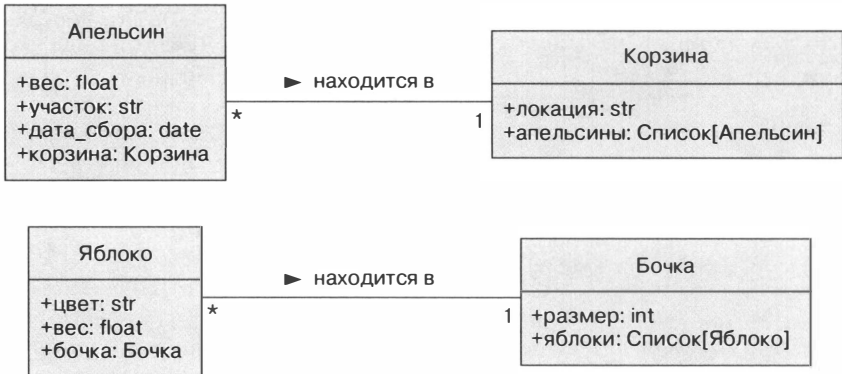 Апельсин
+вес: float
+участок: str
+дата_сбора: date
+корзина: Корзина
► находится в
*
1
Корзина
+локация: str
+апельсины: Список[Апельсин]
Яблоко
+цвет: str
+вес: float
+бочка: Бочка
► находится в
*
1
Бочка
+размер: int
+яблоки: Список[Яблоко]